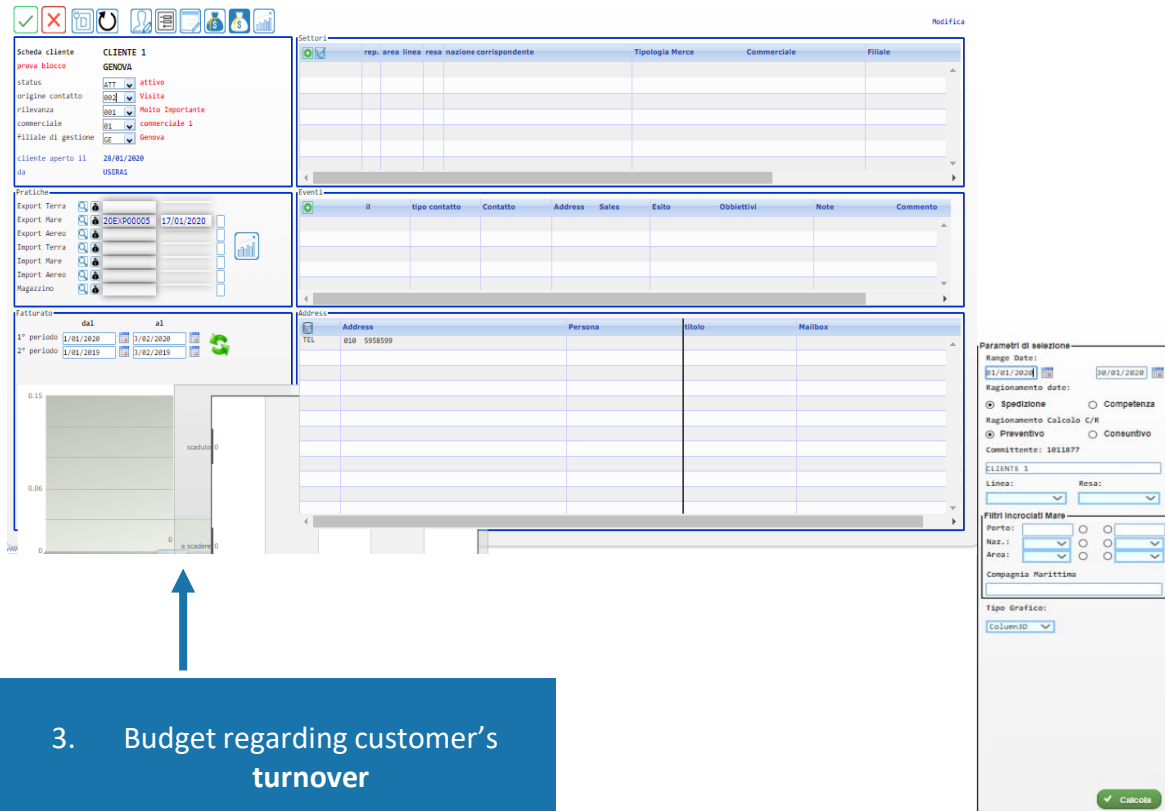 Modifica
Scheda cliente CLIENTE 1
prova blocco GENOVA
status ATT attivo
origine contatto 002 Visita
rilevanza 001 Molto Importante
commerciale 01 commerciale 1
filiale di gestione GE Genova
cliente aperto il 28/01/2020
da USERA1
Settori
rep. area linea resa nazione corrispondente Tipologia Merce Commerciale Filiale
Pratiche
Export Terra
Export Mare 20EXP00005 17/01/2020
Export Aereo
Import Terra
Import Mare
Import Aereo
Magazzino
Eventi
il tipo contatto Contatto Address Sales Esito Obbiettivi Note Commento
Fatturato
dal al
1° periodo 1/01/2020 3/02/2020
2° periodo 1/01/2019 3/02/2019
0.15
0.06
0
0
scaduto 0
a scadere 0
Address
Address Persona titolo Mailbox
TEL 010 5958599
Parametri di selezione
Range Date:
01/01/2020 30/01/2020
Ragionamento date:
Spedizione Competenza
Ragionamento Calcolo C/R
Preventivo Consuntivo
Committente: 1011877
CLIENTE 1
Linea: Resa:
Filtri Incrociati Mare
Porto:
Naz.:
Area:
Compagnia Marittima
Tipo Grafico:
Column3D
Calcola
3. Budget regarding customer’s
turnover